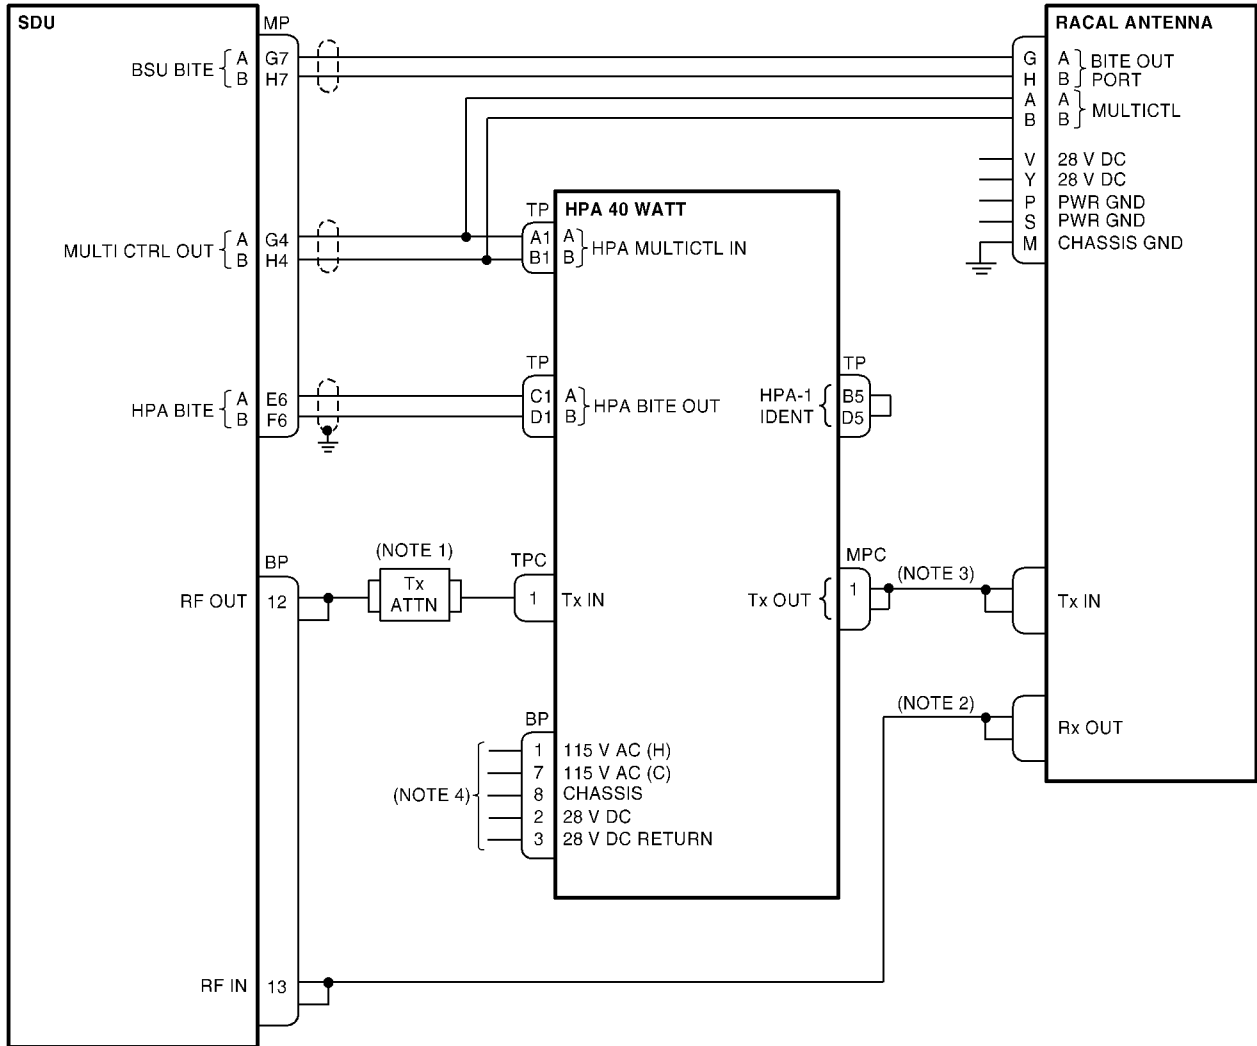 SDU
MP
RACAL ANTENNA
BSU BITE
A G7
B H7
G A
H B
BITE OUT
PORT
A A
B B
MULTICTL
V 28 V DC
Y 28 V DC
P PWR GND
S PWR GND
M CHASSIS GND
TP
HPA 40 WATT
MULTI CTRL OUT
A G4
B H4
A1 A
B1 B
HPA MULTICTL IN
TP
TP
HPA BITE
A E6
B F6
C1 A
D1 B
HPA BITE OUT
HPA-1
IDENT
B5
D5
BP
(NOTE 1)
TPC
MPC
(NOTE 3)
RF OUT 12
Tx
ATTN
1 Tx IN
Tx OUT 1
Tx IN
(NOTE 2)
Rx OUT
BP
(NOTE 4)
1 115 V AC (H)
7 115 V AC (C)
8 CHASSIS
2 28 V DC
3 28 V DC RETURN
RF IN 13